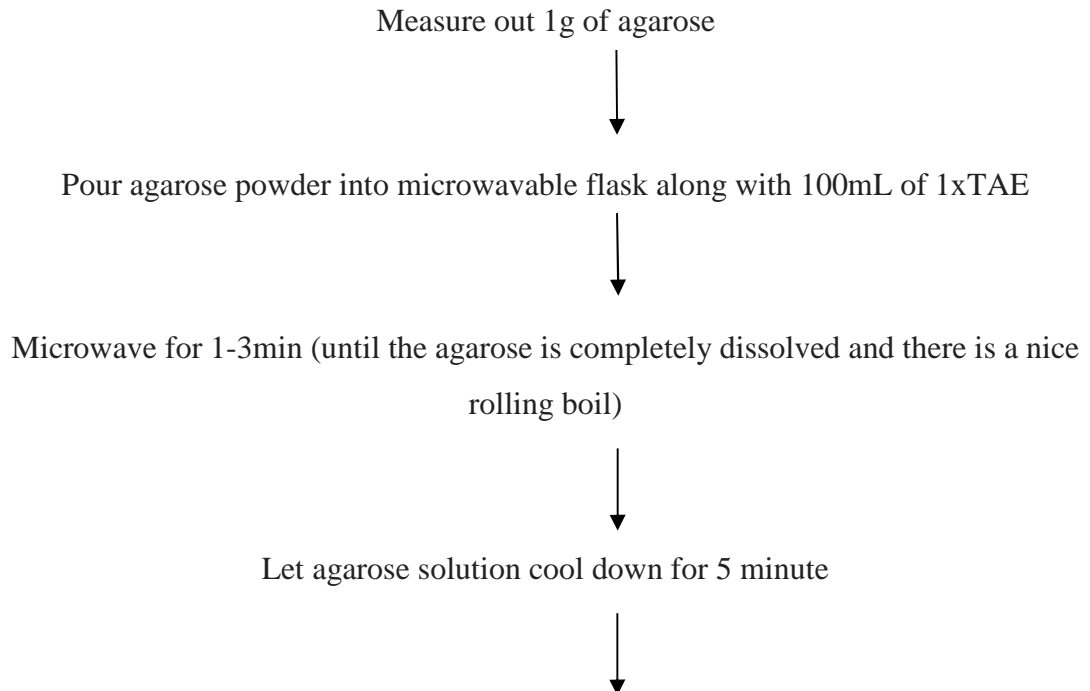 Measure out 1g of agarose
Pour agarose powder into microwavable flask along with 100mL of 1xTAE
Microwave for 1-3min (until the agarose is completely dissolved and there is a nice
rolling boil)
Let agarose solution cool down for 5 minute